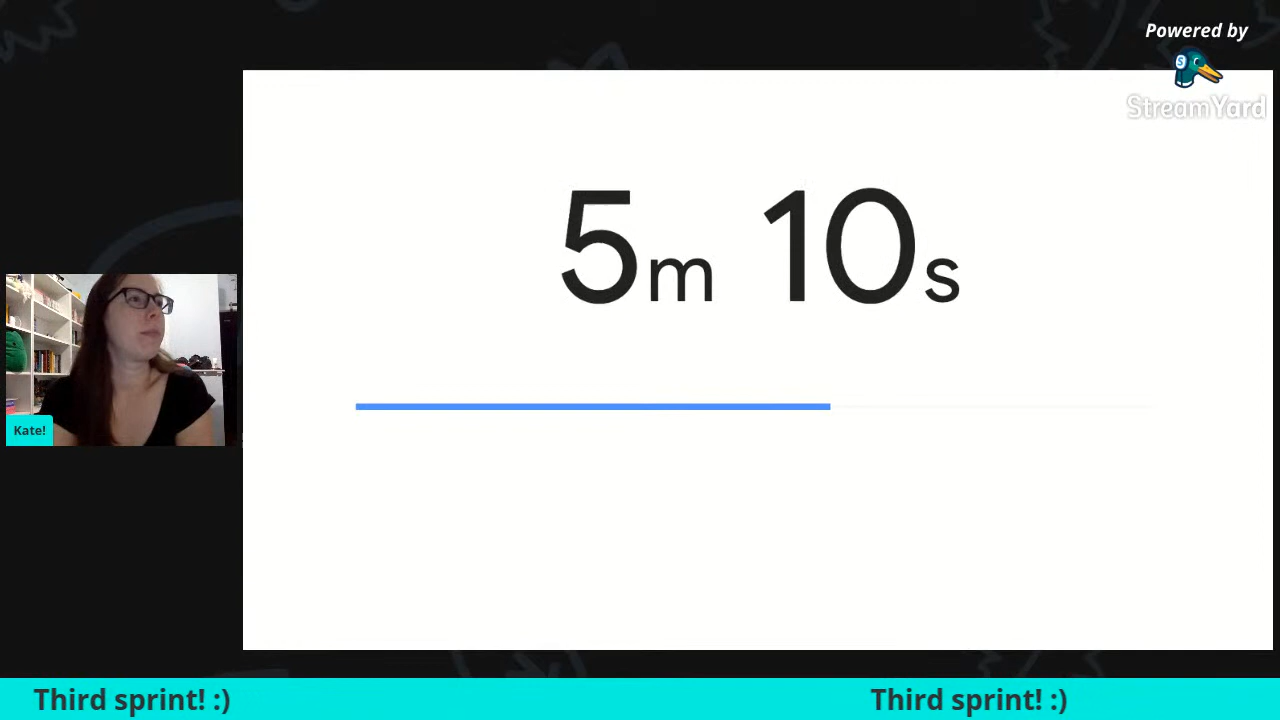 Powered by
StreamYard
5m 10s
Kate!
Third sprint! :) Third sprint! :)